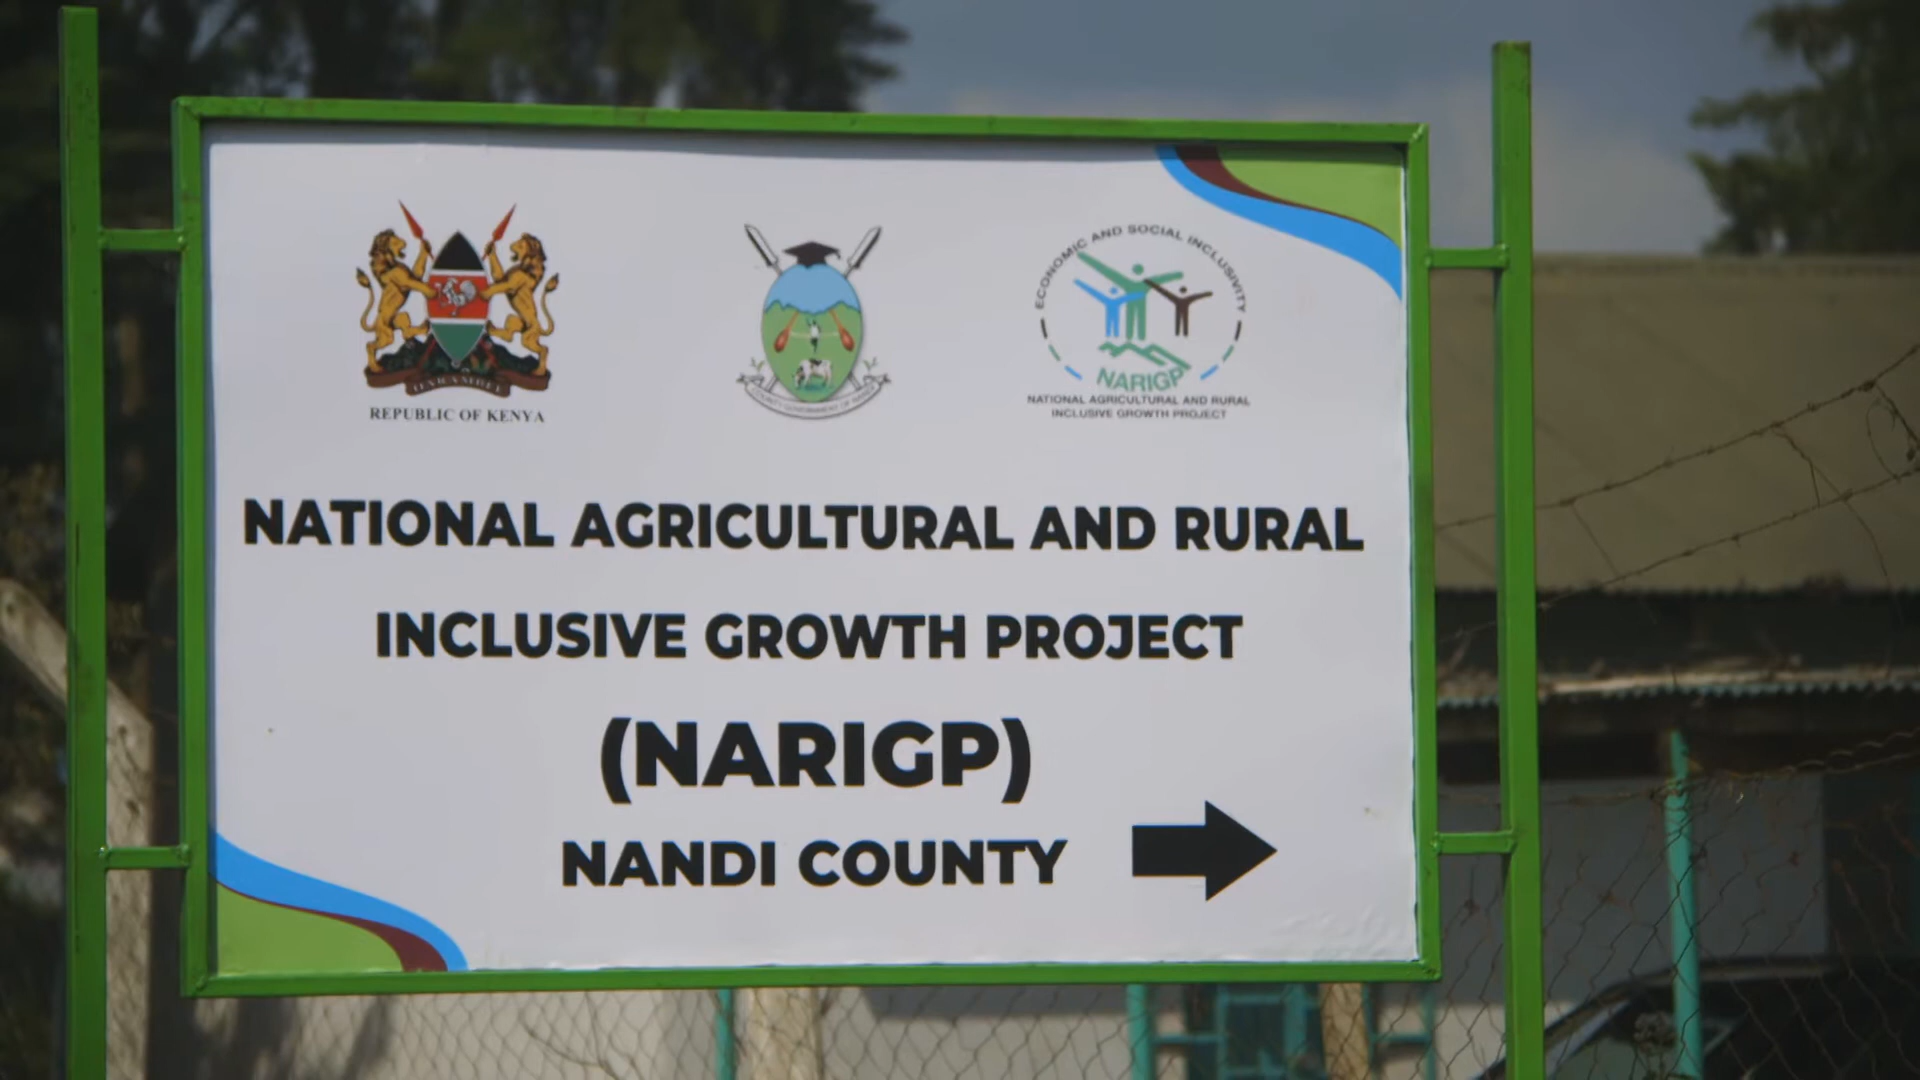 REPUBLIC OF KENYA
ECONOMIC AND SOCIAL INCLUSIVITY
NARIGP
NATIONAL AGRICULTURAL AND RURAL
INCLUSIVE GROWTH PROJECT
NATIONAL AGRICULTURAL AND RURAL
INCLUSIVE GROWTH PROJECT
(NARIGP)
NANDI COUNTY